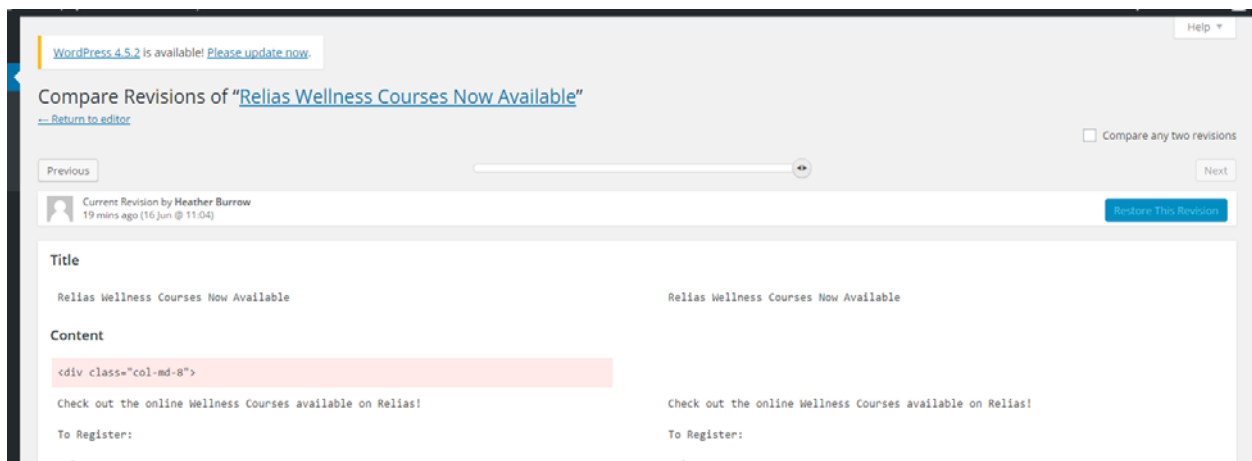 Help ▼
WordPress 4.5.2 is available! Please update now.
Compare Revisions of “Relias Wellness Courses Now Available”
← Return to editor
Compare any two revisions
Previous
Next
Current Revision by Heather Burrow
19 mins ago (16 Jun @ 11:04)
Restore This Revision
Title
Relias Wellness Courses Now Available
Relias Wellness Courses Now Available
Content
<div class="col-md-8">
Check out the online Wellness Courses available on Relias!
Check out the online Wellness Courses available on Relias!
To Register:
To Register: